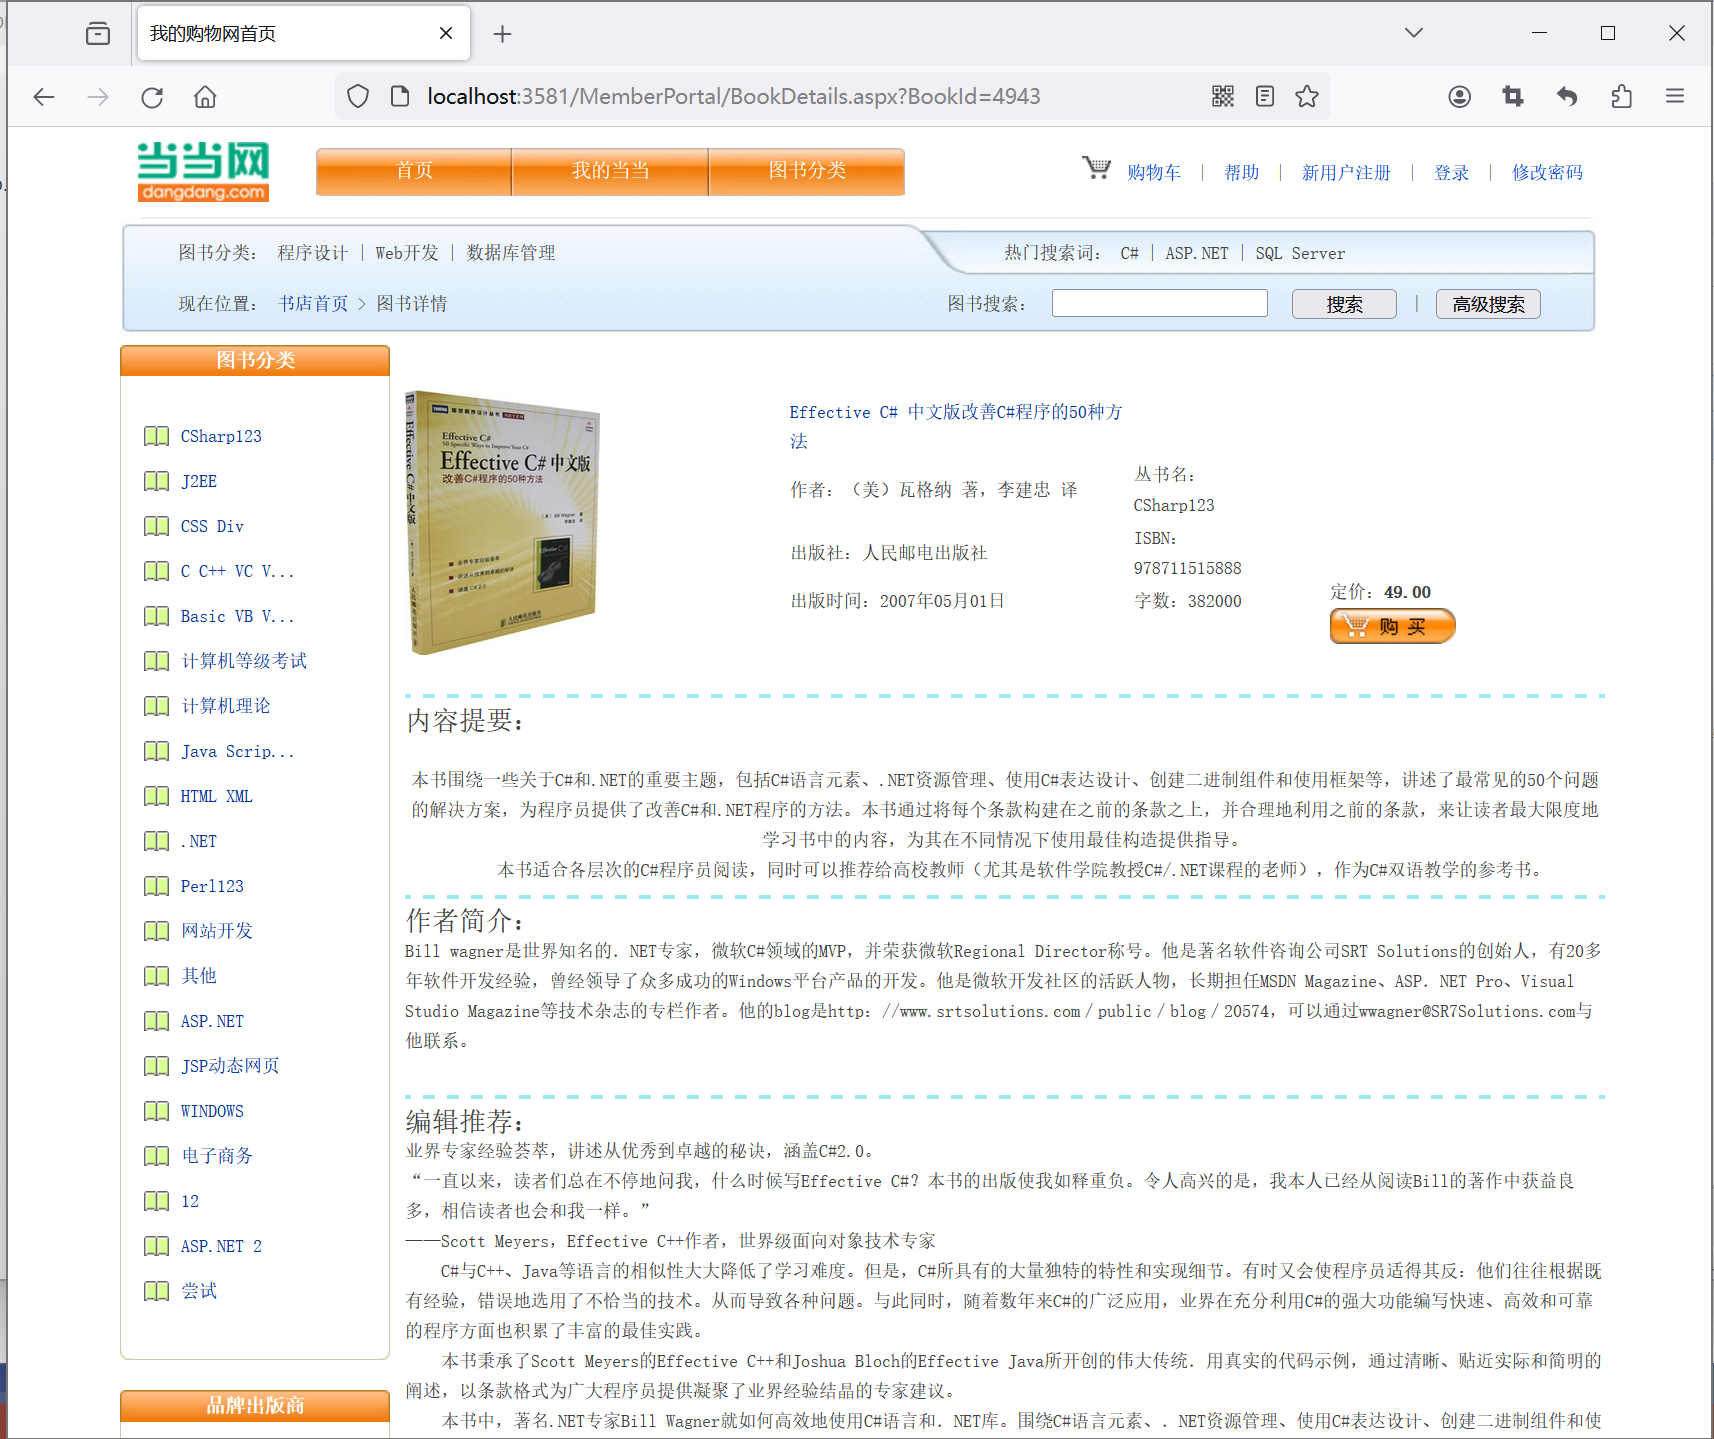 我的购物网首页
localhost:3581/MemberPortal/BookDetails.aspx?BookId=4943
当当网
dangdang.com
首页 我的当当 图书分类
购物车 | 帮助 | 新用户注册 | 登录 | 修改密码
图书分类： 程序设计 | Web开发 | 数据库管理
热门搜索词： C# | ASP.NET | SQL Server
现在位置： 书店首页 > 图书详情
图书搜索： 搜索 | 高级搜索
图书分类
CSharp123
J2EE
CSS Div
C C++ VC V...
Basic VB V...
计算机等级考试
计算机理论
Java Scrip...
HTML XML
.NET
Perl123
网站开发
其他
ASP.NET
JSP动态网页
WINDOWS
电子商务
12
ASP.NET 2
尝试
品牌出版商
Effective C#
50 Specific Ways to Improve Your C#
Effective C# 中文版
改善C#程序的50种方法
Effective C# 中文版
人民邮电出版社
Effective C# 中文版改善C#程序的50种方
法
作者：（美）瓦格纳 著，李建忠 译
出版社：人民邮电出版社
出版时间：2007年05月01日
丛书名：
CSharp123
ISBN：
978711515888
字数：382000
定价：49.00
购 买
内容提要：
本书围绕一些关于C#和.NET的重要主题，包括C#语言元素、.NET资源管理、使用C#表达设计、创建二进制组件和使用框架等，讲述了最常见的50个问题
的解决方案，为程序员提供了改善C#和.NET程序的方法。本书通过将每个条款构建在之前的条款之上，并合理地利用之前的条款，来让读者最大限度地
学习书中的内容，为其在不同情况下使用最佳构造提供指导。
本书适合各层次的C#程序员阅读，同时可以推荐给高校教师（尤其是软件学院教授C#/.NET课程的老师），作为C#双语教学的参考书。
作者简介：
Bill wagner是世界知名的．NET专家，微软C#领域的MVP，并荣获微软Regional Director称号。他是著名软件咨询公司SRT Solutions的创始人，有20多
年软件开发经验，曾经领导了众多成功的Windows平台产品的开发。他是微软开发社区的活跃人物，长期担任MSDN Magazine、ASP．NET Pro、Visual
Studio Magazine等技术杂志的专栏作者。他的blog是http：//www.srtsolutions.com／public／blog／20574，可以通过wwagner@SR7Solutions.com与
他联系。
编辑推荐：
业界专家经验荟萃，讲述从优秀到卓越的秘诀，涵盖C#2.0。
“一直以来，读者们总在不停地问我，什么时候写Effective C#？本书的出版使我如释重负。令人高兴的是，我本人已经从阅读Bill的著作中获益良
多，相信读者也会和我一样。”
——Scott Meyers，Effective C++作者，世界级面向对象技术专家
C#与C++、Java等语言的相似性大大降低了学习难度。但是，C#所具有的大量独特的特性和实现细节。有时又会使程序员适得其反：他们往往根据既
有经验，错误地选用了不恰当的技术。从而导致各种问题。与此同时，随着数年来C#的广泛应用，业界在充分利用C#的强大功能编写快速、高效和可靠
的程序方面也积累了丰富的最佳实践。
本书秉承了Scott Meyers的Effective C++和Joshua Bloch的Effective Java所开创的伟大传统．用真实的代码示例，通过清晰、贴近实际和简明的
阐述，以条款格式为广大程序员提供凝聚了业界经验结晶的专家建议。
本书中，著名.NET专家Bill Wagner就如何高效地使用C#语言和．NET库。围绕C#语言元素、．NET资源管理、使用C#表达设计、创建二进制组件和使